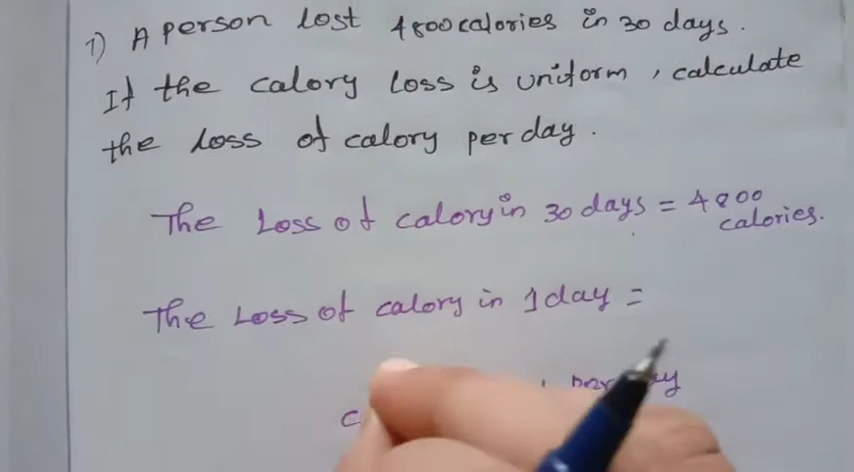 1) A person lost 4800 calories in 30 days.
If the calory loss is uniform, calculate
the loss of calory per day.
The Loss of calory in 30 days = 4800
calories.
The Loss of calory in 1 day =